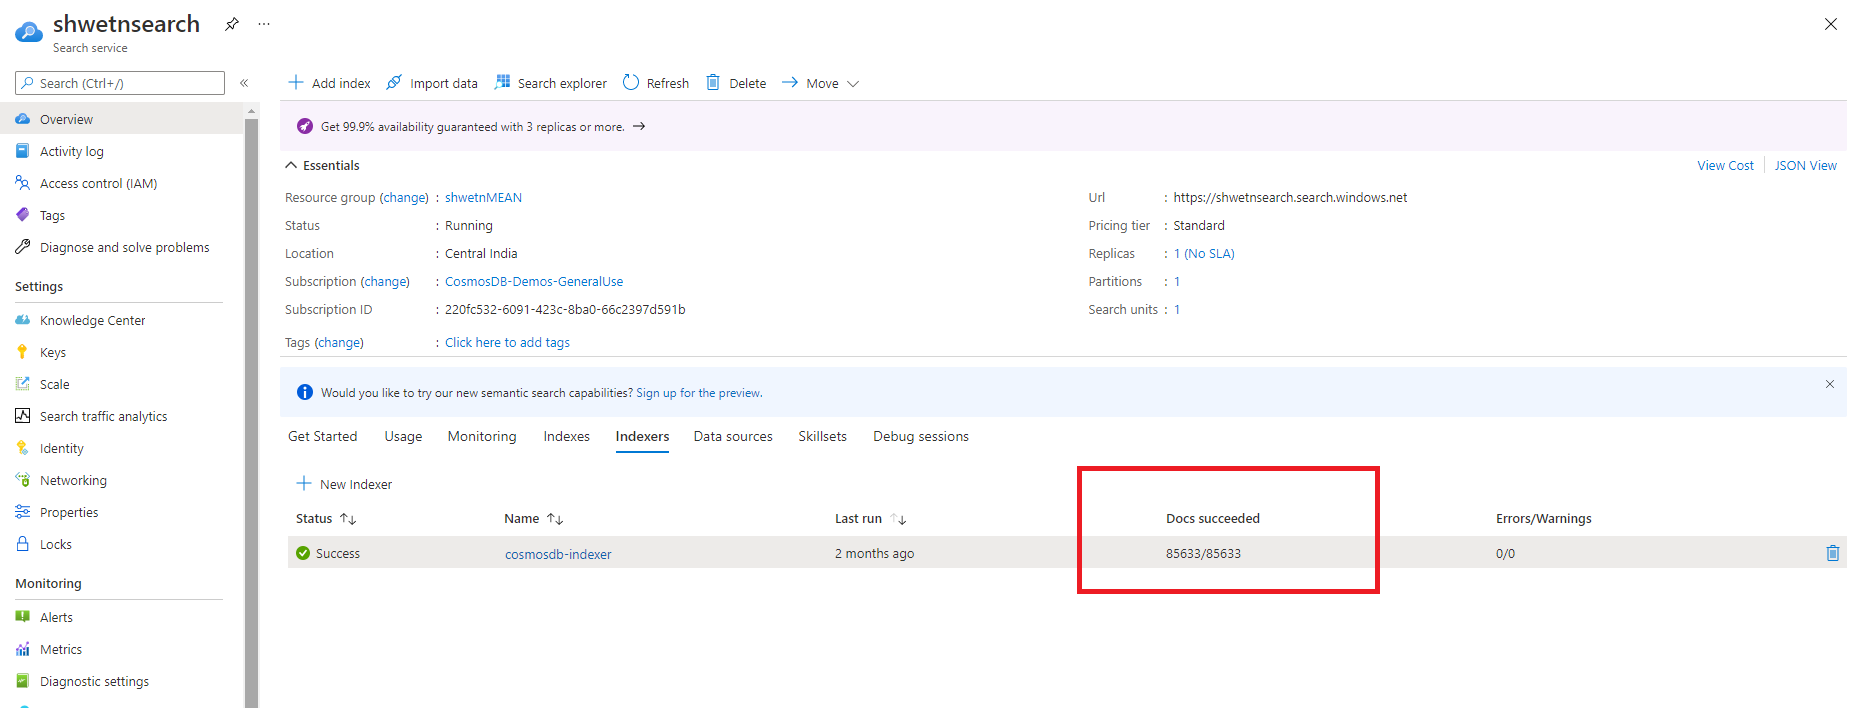 shwetnsearch
Search service
Search (Ctrl+/)
Overview
Activity log
Access control (IAM)
Tags
Diagnose and solve problems
Settings
Knowledge Center
Keys
Scale
Search traffic analytics
Identity
Networking
Properties
Locks
Monitoring
Alerts
Metrics
Diagnostic settings
Add index Import data Search explorer Refresh Delete Move
Get 99.9% availability guaranteed with 3 replicas or more.
Essentials
View Cost JSON View
Resource group (change) : shwetnMEAN
Status : Running
Location : Central India
Subscription (change) : CosmosDB-Demos-GeneralUse
Subscription ID : 220fc532-6091-423c-8ba0-66c2397d591b
Tags (change) : Click here to add tags
Url : https://shwetnsearch.search.windows.net
Pricing tier : Standard
Replicas : 1 (No SLA)
Partitions : 1
Search units : 1
Would you like to try our new semantic search capabilities? Sign up for the preview.
Get Started Usage Monitoring Indexes Indexers Data sources Skillsets Debug sessions
New Indexer
Status Name Last run Docs succeeded Errors/Warnings
Success cosmosdb-indexer 2 months ago 85633/85633 0/0